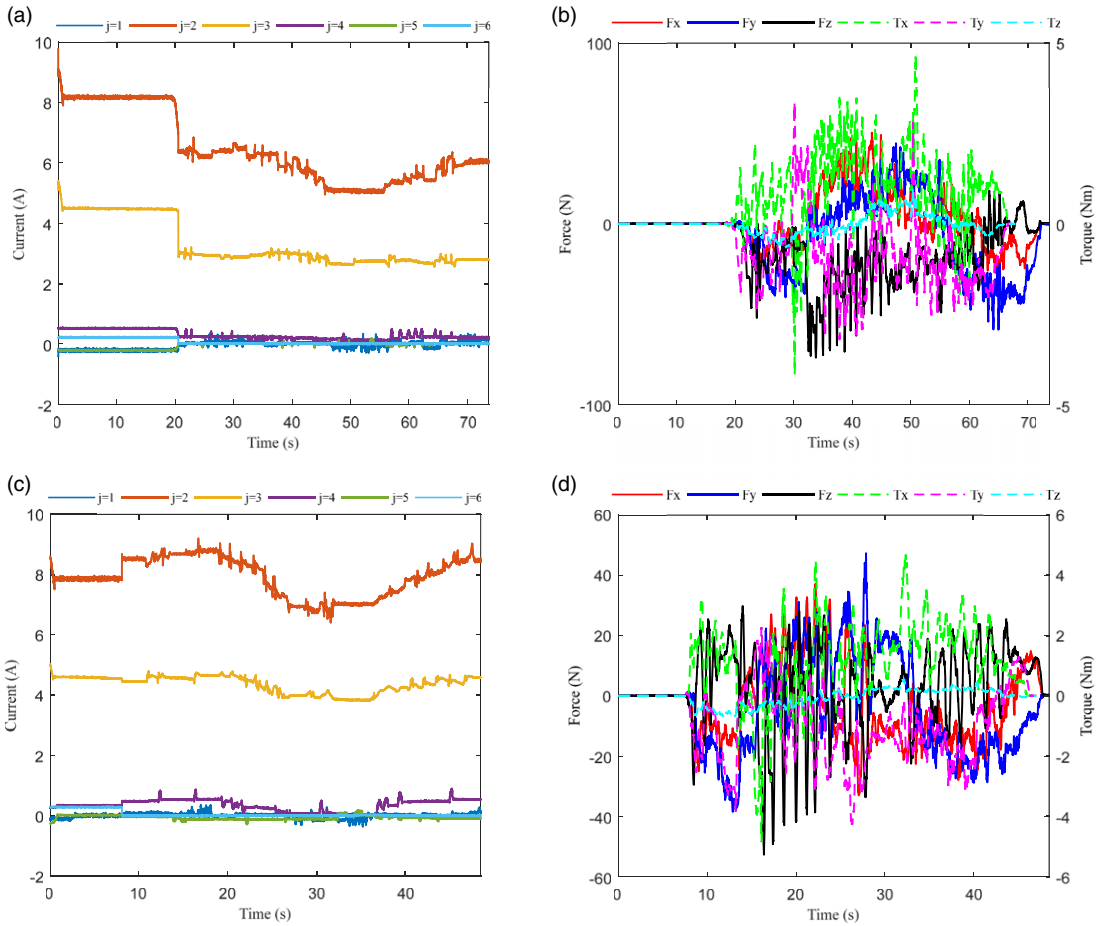 (a)
j=1 j=2 j=3 j=4 j=5 j=6
10
8
6
4
2
0
-2
Current (A)
0 10 20 30 40 50 60 70
Time (s)
(b)
Fx Fy Fz Tx Ty Tz
100
0
-100
Force (N)
5
0
-5
Torque (Nm)
0 10 20 30 40 50 60 70
Time (s)
(c)
j=1 j=2 j=3 j=4 j=5 j=6
10
8
6
4
2
0
-2
Current (A)
0 10 20 30 40
Time (s)
(d)
Fx Fy Fz Tx Ty Tz
60
40
20
0
-20
-40
-60
Force (N)
6
4
2
0
-2
-4
-6
Torque (Nm)
0 10 20 30 40
Time (s)